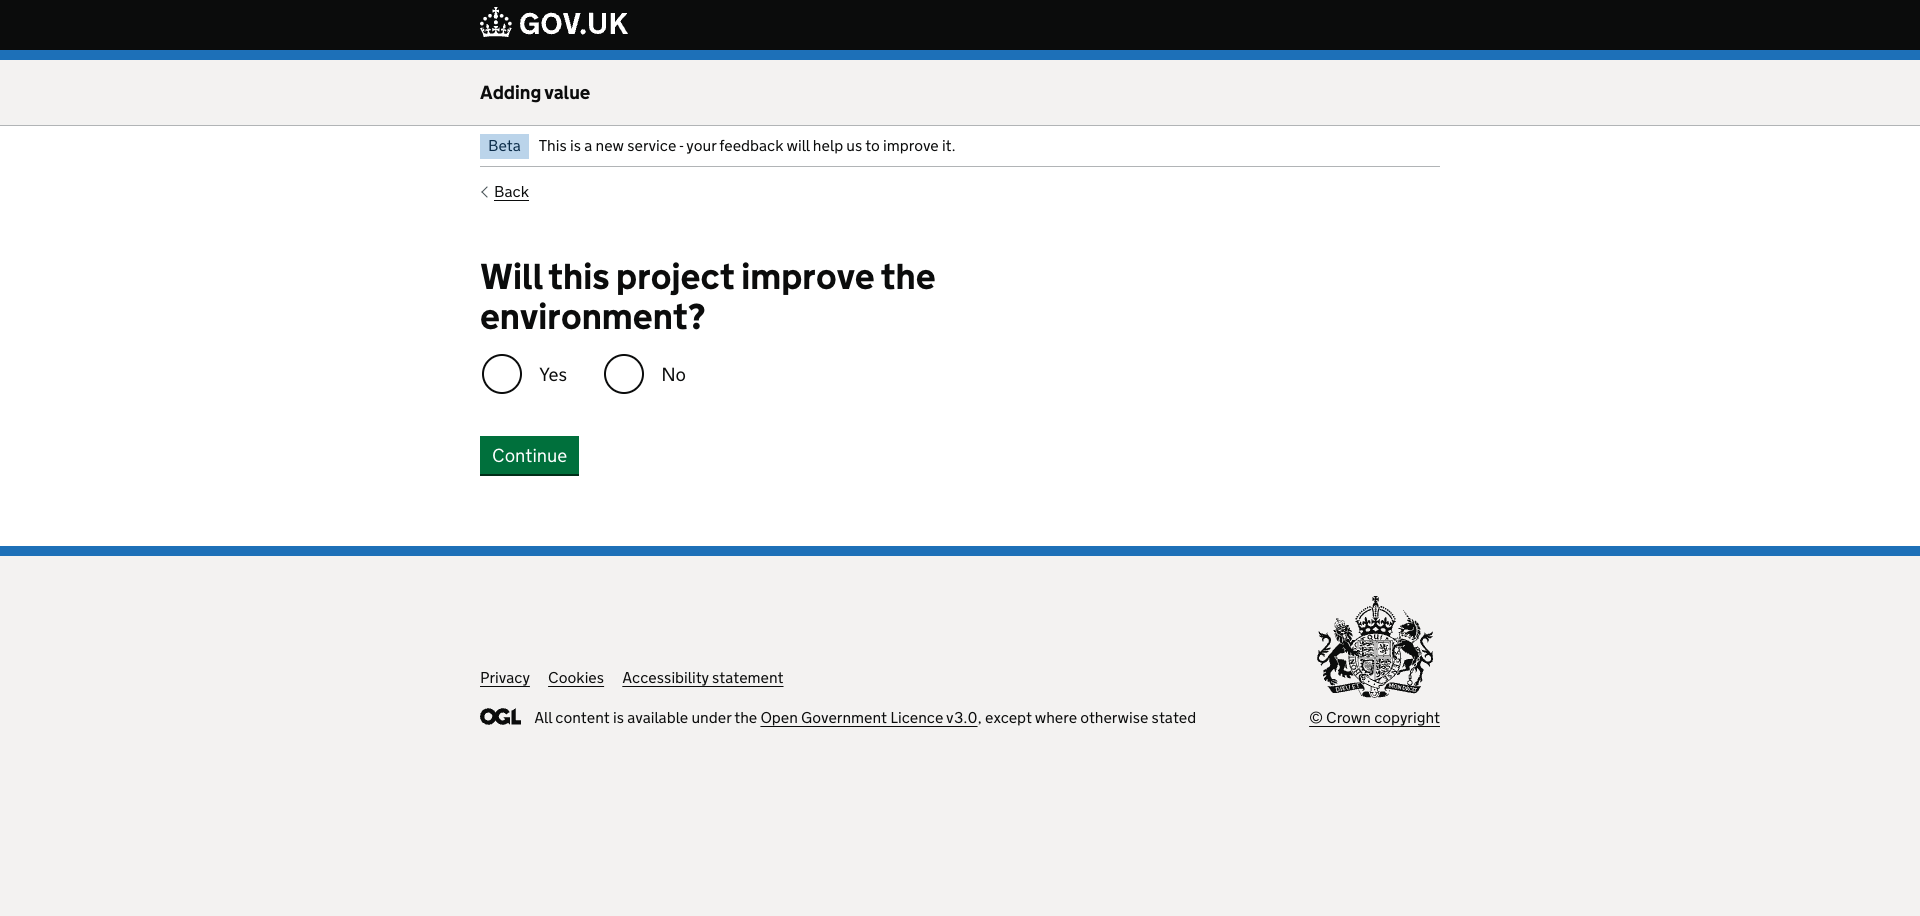 GOV.UK
Adding value
Beta This is a new service - your feedback will help us to improve it.
Back
Will this project improve the
environment?
Yes No
Continue
Privacy Cookies Accessibility statement
OGL All content is available under the Open Government Licence v3.0, except where otherwise stated
© Crown copyright